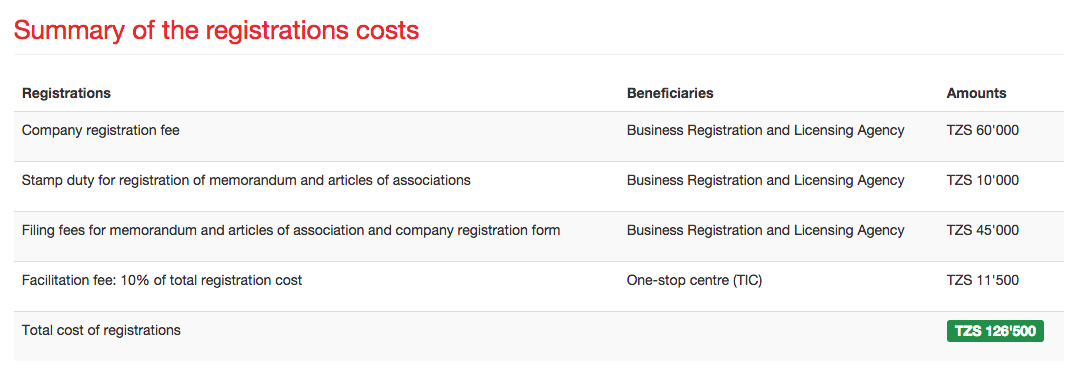 Summary of the registrations costs
Registrations Beneficiaries Amounts
Company registration fee Business Registration and Licensing Agency TZS 60'000
Stamp duty for registration of memorandum and articles of associations Business Registration and Licensing Agency TZS 10'000
Filing fees for memorandum and articles of association and company registration form Business Registration and Licensing Agency TZS 45'000
Facilitation fee: 10% of total registration cost One-stop centre (TIC) TZS 11'500
Total cost of registrations TZS 126'500